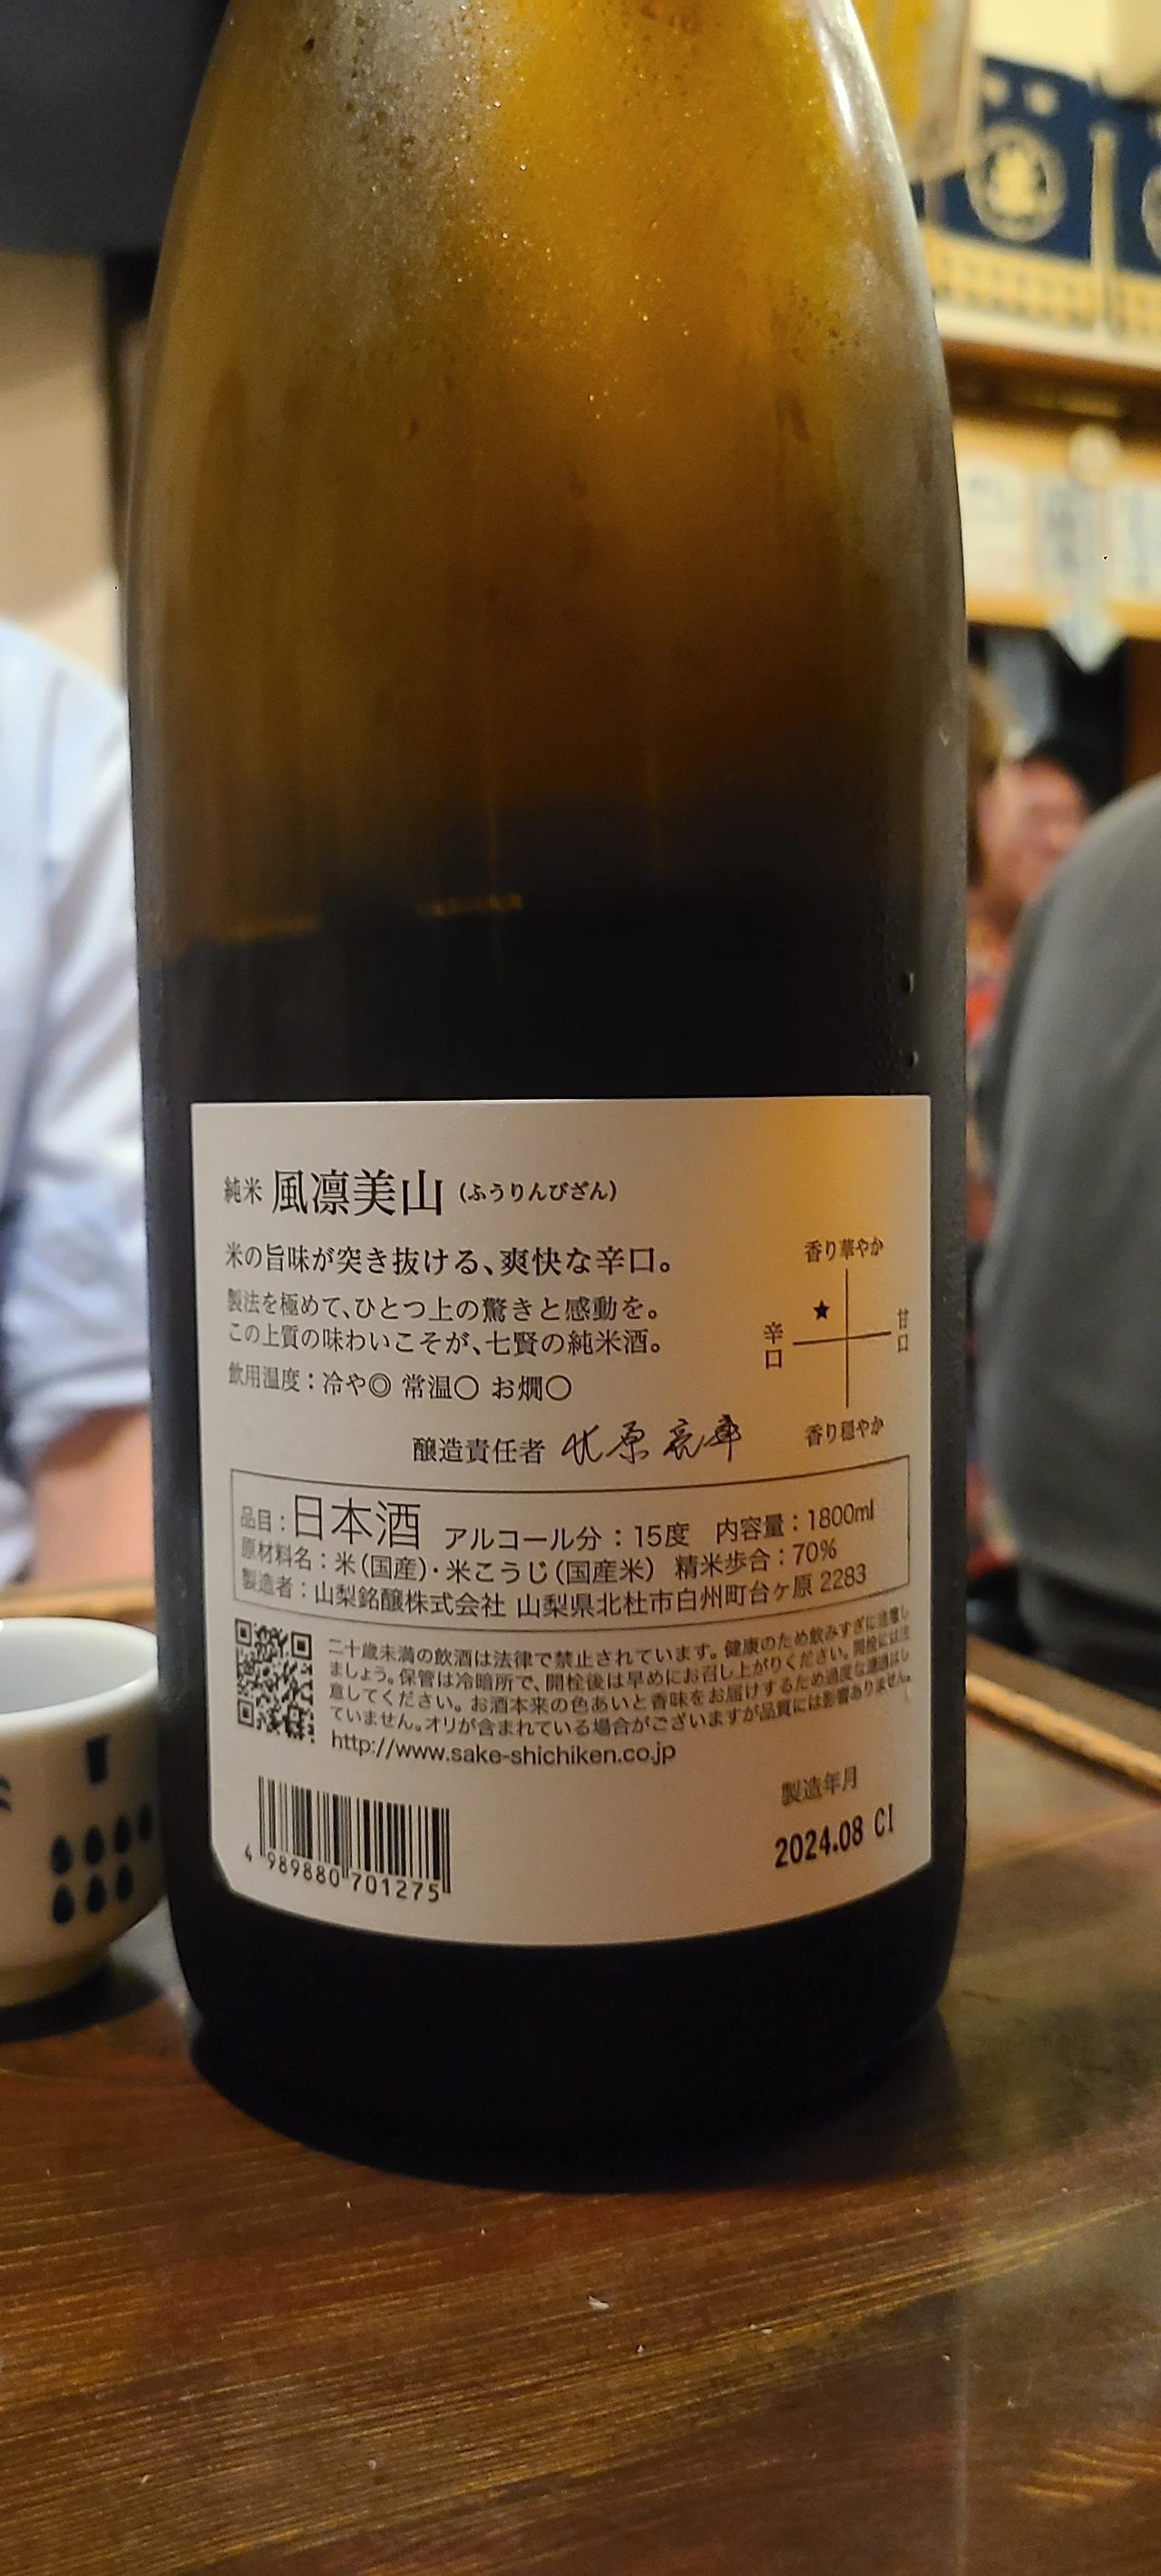 純米 風凛美山 (ふうりんびざん)
米の旨味が突き抜ける、爽快な辛口。
製法を極めて、ひとつ上の驚きと感動を。
この上質の味わいこそが、七賢の純米酒。
飲用温度：冷や◎ 常温○ お燗○
香り華やか
★
辛口
甘口
香り穏やか
醸造責任者 北原亮庫
品目：日本酒 アルコール分：15度 内容量：1800ml
原材料名：米（国産）・米こうじ（国産米） 精米歩合：70%
製造者：山梨銘醸株式会社 山梨県北杜市白州町台ヶ原 2283
二十歳未満の飲酒は法律で禁止されています。健康のため飲みすぎに注意し
ましょう。保管は冷暗所で、開栓後は早めにお召し上がりください。開栓には注
意してください。お酒本来の色あいと香味をお届けするため過度な濾過はし
ていません。オリが含まれている場合がございますが品質には影響ありません。
http://www.sake-shichiken.co.jp
製造年月
2024.08 CI
4 989880 701275